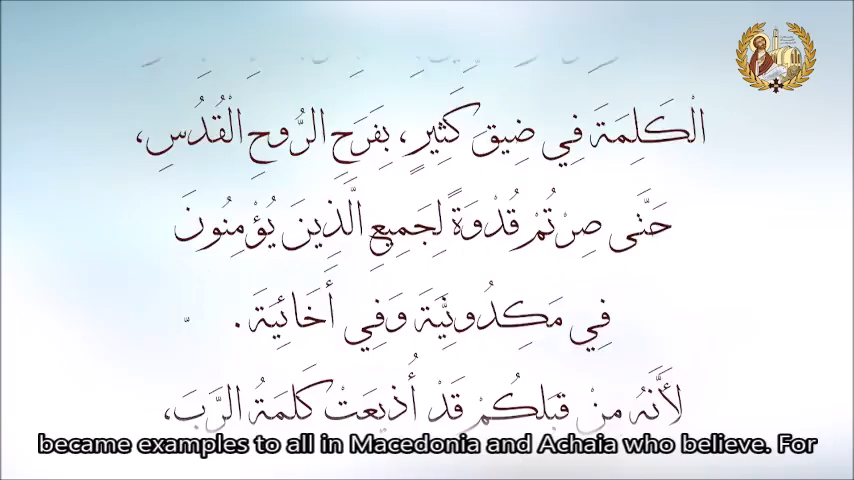 الْكَلِمَةَ فِي ضِيقٍ كَثِيرٍ، بِفَرَحِ الرُّوحِ الْقُدُسِ،
حَتَّى صِرْتُمْ قُدْوَةً لِجَمِيعِ الَّذِينَ يُؤْمِنُونَ
فِي مَكِدُونِيَّةَ وَفِي أَخَائِيَةَ.
لأَنَّهُ مِنْ قِبَلِكُمْ قَدْ أُذِيعَتْ كَلِمَةُ الرَّبِّ،
became examples to all in Macedonia and Achaia who believe. For